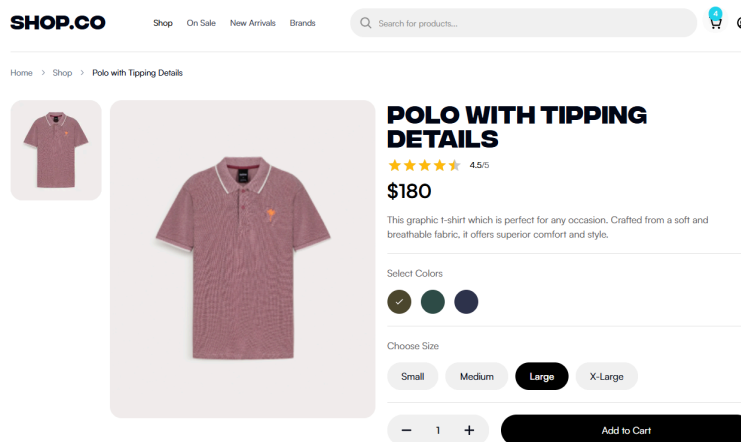 SHOP.CO
Shop
On Sale
New Arrivals
Brands
Search for products...
4
Home > Shop > Polo with Tipping Details
POLO WITH TIPPING
DETAILS
4.5/5
$180
This graphic t-shirt which is perfect for any occasion. Crafted from a soft and
breathable fabric, it offers superior comfort and style.
Select Colors
Choose Size
Small
Medium
Large
X-Large
− 1 +
Add to Cart